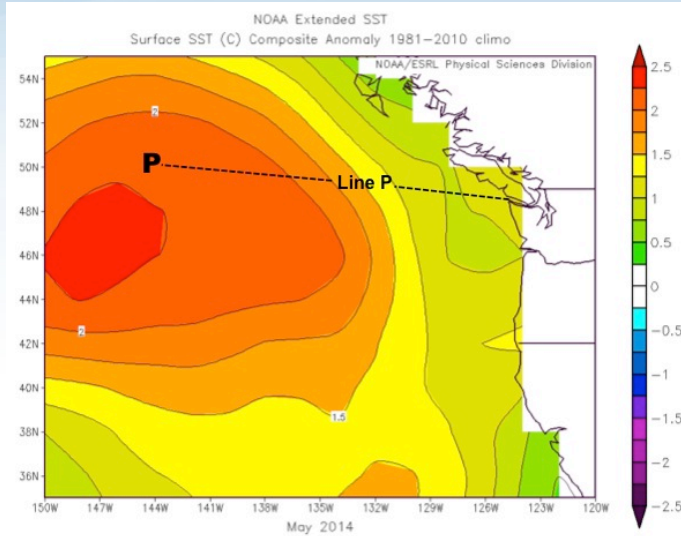 NOAA Extended SST
Surface SST (C) Composite Anomaly 1981-2010 climo
NOAA/ESRL Physical Sciences Division
54N
52N
50N
48N
46N
44N
42N
40N
38N
36N
2
P
Line P
2
1.5
150W 147W 144W 141W 138W 135W 132W 129W 126W 123W 120W
May 2014
2.5
2
1.5
1
0.5
0
-0.5
-1
-1.5
-2
-2.5